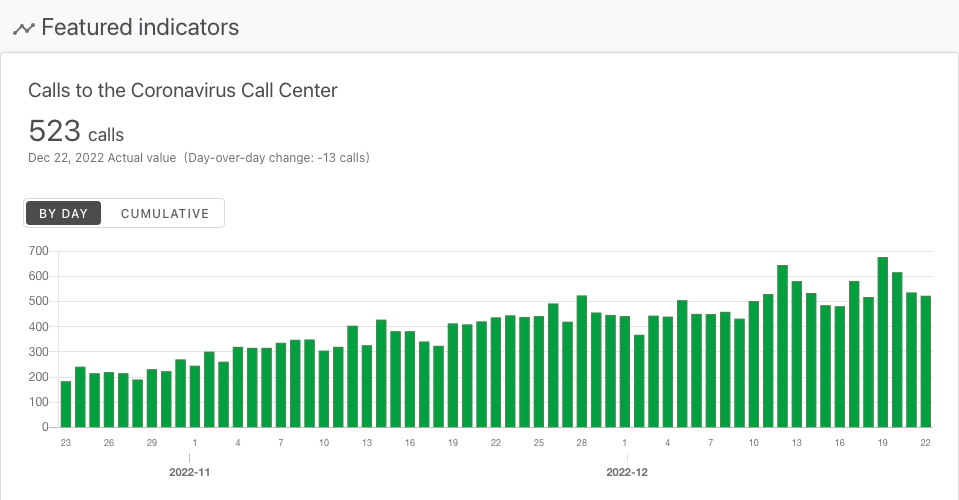 Featured indicators
Calls to the Coronavirus Call Center
523 calls
Dec 22, 2022 Actual value (Day-over-day change: -13 calls)
BY DAY CUMULATIVE
700
600
500
400
300
200
100
0
23 26 29 1 4 7 10 13 16 19 22 25 28 1 4 7 10 13 16 19 22
2022-11 2022-12